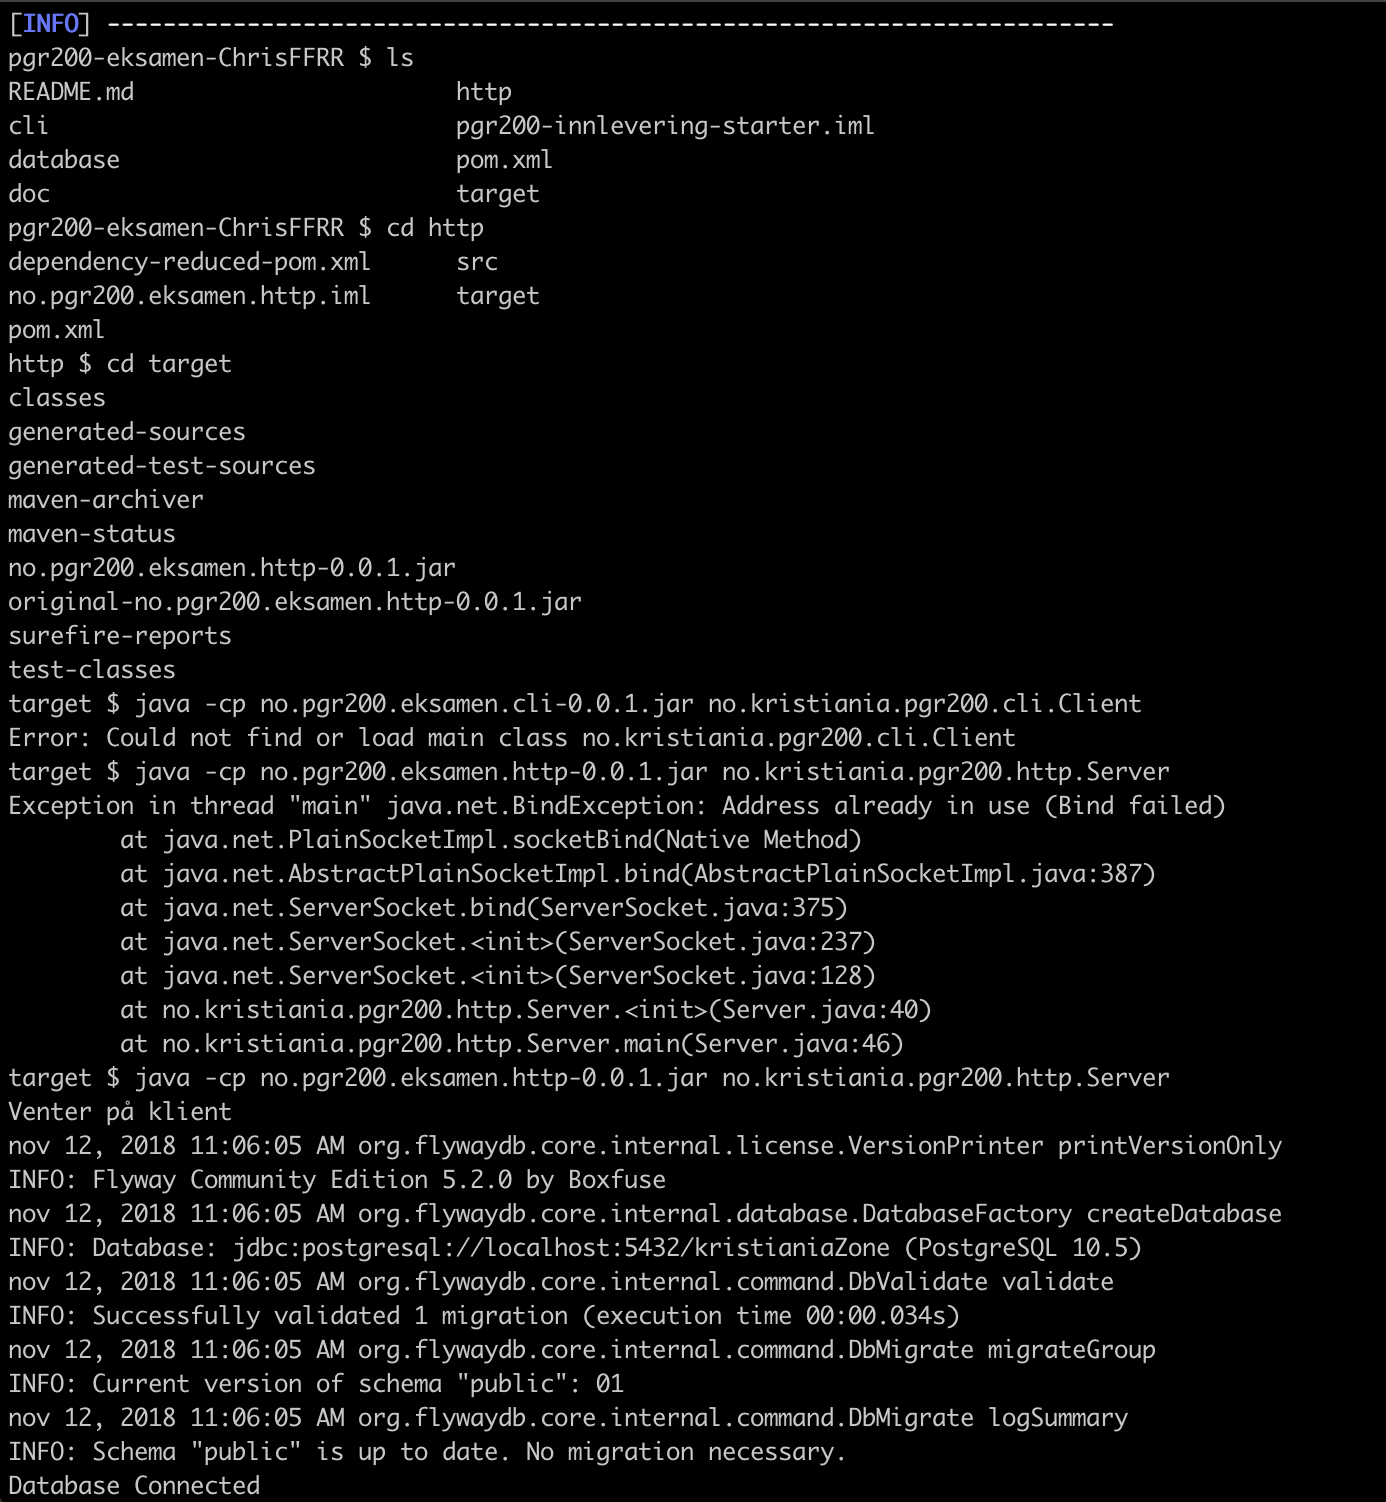 [INFO] ------------------------------------------------------------------------
pgr200-eksamen-ChrisFFRR $ ls
README.md                       http
cli                             pgr200-innlevering-starter.iml
database                        pom.xml
doc                             target
pgr200-eksamen-ChrisFFRR $ cd http
dependency-reduced-pom.xml      src
no.pgr200.eksamen.http.iml      target
pom.xml
http $ cd target
classes
generated-sources
generated-test-sources
maven-archiver
maven-status
no.pgr200.eksamen.http-0.0.1.jar
original-no.pgr200.eksamen.http-0.0.1.jar
surefire-reports
test-classes
target $ java -cp no.pgr200.eksamen.cli-0.0.1.jar no.kristiania.pgr200.cli.Client
Error: Could not find or load main class no.kristiania.pgr200.cli.Client
target $ java -cp no.pgr200.eksamen.http-0.0.1.jar no.kristiania.pgr200.http.Server
Exception in thread "main" java.net.BindException: Address already in use (Bind failed)
        at java.net.PlainSocketImpl.socketBind(Native Method)
        at java.net.AbstractPlainSocketImpl.bind(AbstractPlainSocketImpl.java:387)
        at java.net.ServerSocket.bind(ServerSocket.java:375)
        at java.net.ServerSocket.<init>(ServerSocket.java:237)
        at java.net.ServerSocket.<init>(ServerSocket.java:128)
        at no.kristiania.pgr200.http.Server.<init>(Server.java:40)
        at no.kristiania.pgr200.http.Server.main(Server.java:46)
target $ java -cp no.pgr200.eksamen.http-0.0.1.jar no.kristiania.pgr200.http.Server
Venter på klient
nov 12, 2018 11:06:05 AM org.flywaydb.core.internal.license.VersionPrinter printVersionOnly
INFO: Flyway Community Edition 5.2.0 by Boxfuse
nov 12, 2018 11:06:05 AM org.flywaydb.core.internal.database.DatabaseFactory createDatabase
INFO: Database: jdbc:postgresql://localhost:5432/kristianiaZone (PostgreSQL 10.5)
nov 12, 2018 11:06:05 AM org.flywaydb.core.internal.command.DbValidate validate
INFO: Successfully validated 1 migration (execution time 00:00.034s)
nov 12, 2018 11:06:05 AM org.flywaydb.core.internal.command.DbMigrate migrateGroup
INFO: Current version of schema "public": 01
nov 12, 2018 11:06:05 AM org.flywaydb.core.internal.command.DbMigrate logSummary
INFO: Schema "public" is up to date. No migration necessary.
Database Connected